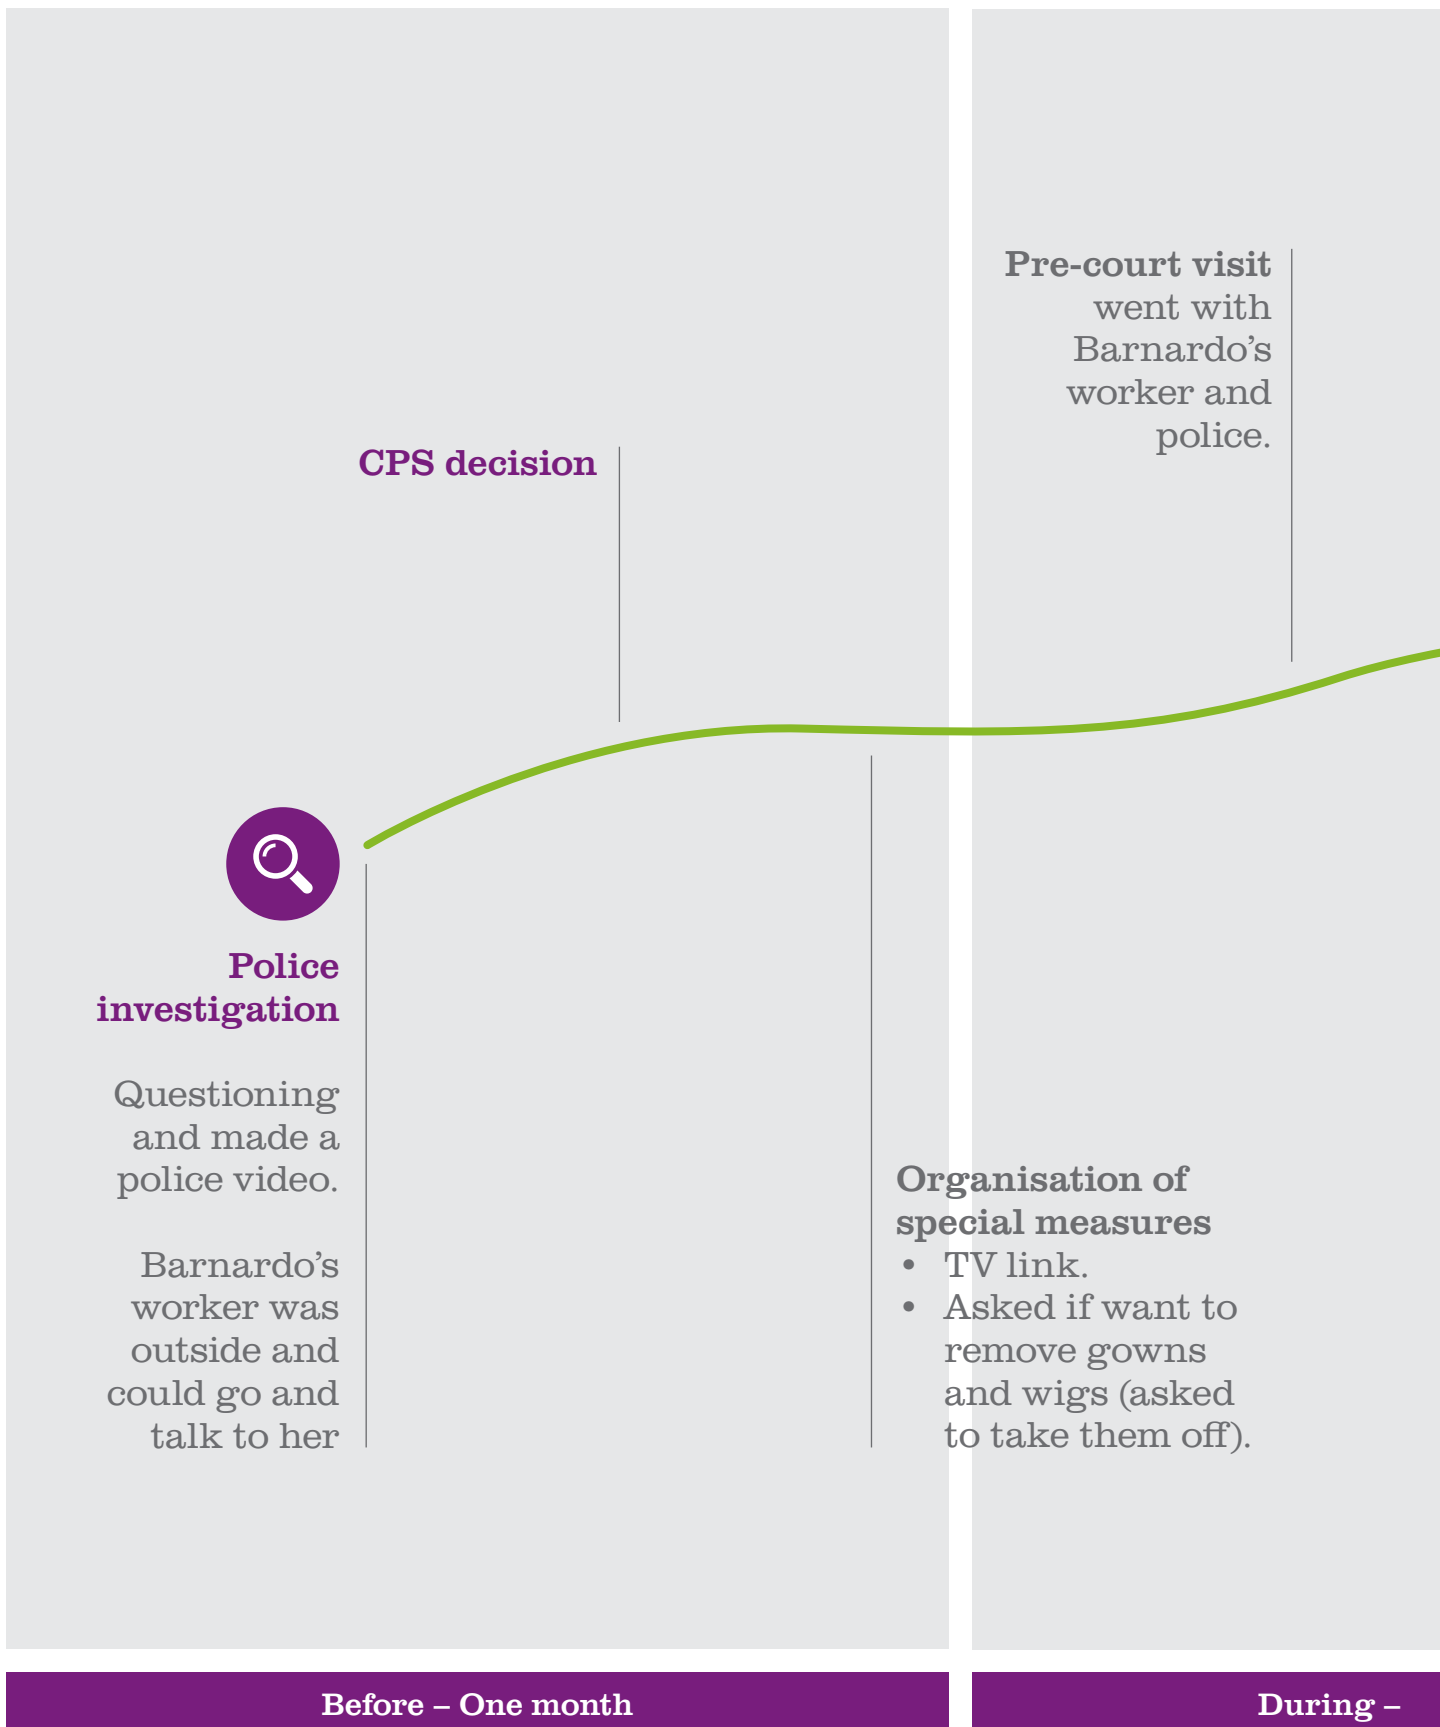 Police
investigation
Questioning
and made a
police video.
Barnardo’s
worker was
outside and
could go and
talk to her
CPS decision
Organisation of
special measures
• TV link.
• Asked if want to
remove gowns
and wigs (asked
to take them off).
Pre-court visit
went with
Barnardo’s
worker and
police.
Before – One month
During –